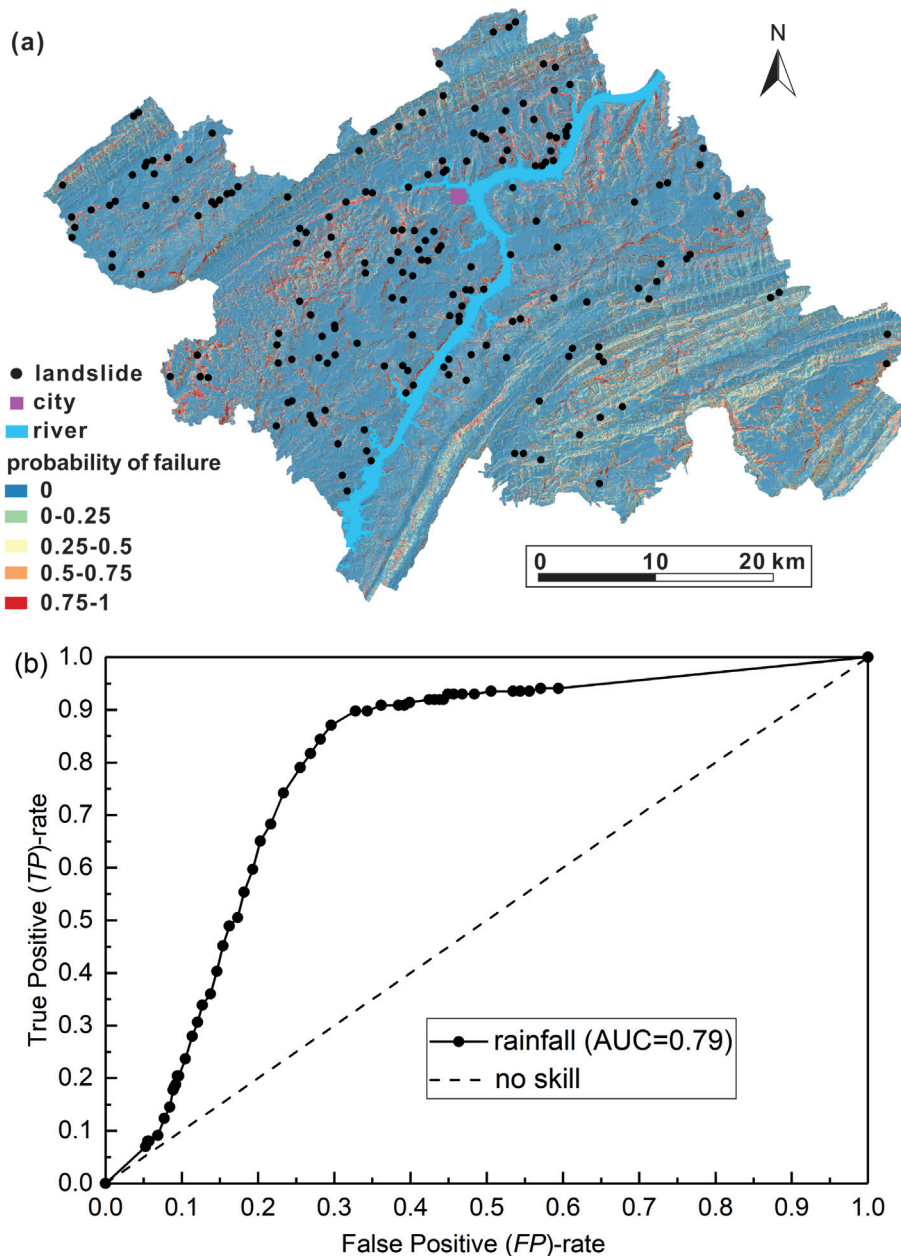 (a)
N
landslide
city
river
probability of failure
0
0-0.25
0.25-0.5
0.5-0.75
0.75-1
0 10 20 km
(b)
1.0
0.9
0.8
0.7
0.6
0.5
0.4
0.3
0.2
0.1
0.0
True Positive (TP)-rate
rainfall (AUC=0.79)
no skill
0.0 0.1 0.2 0.3 0.4 0.5 0.6 0.7 0.8 0.9 1.0
False Positive (FP)-rate